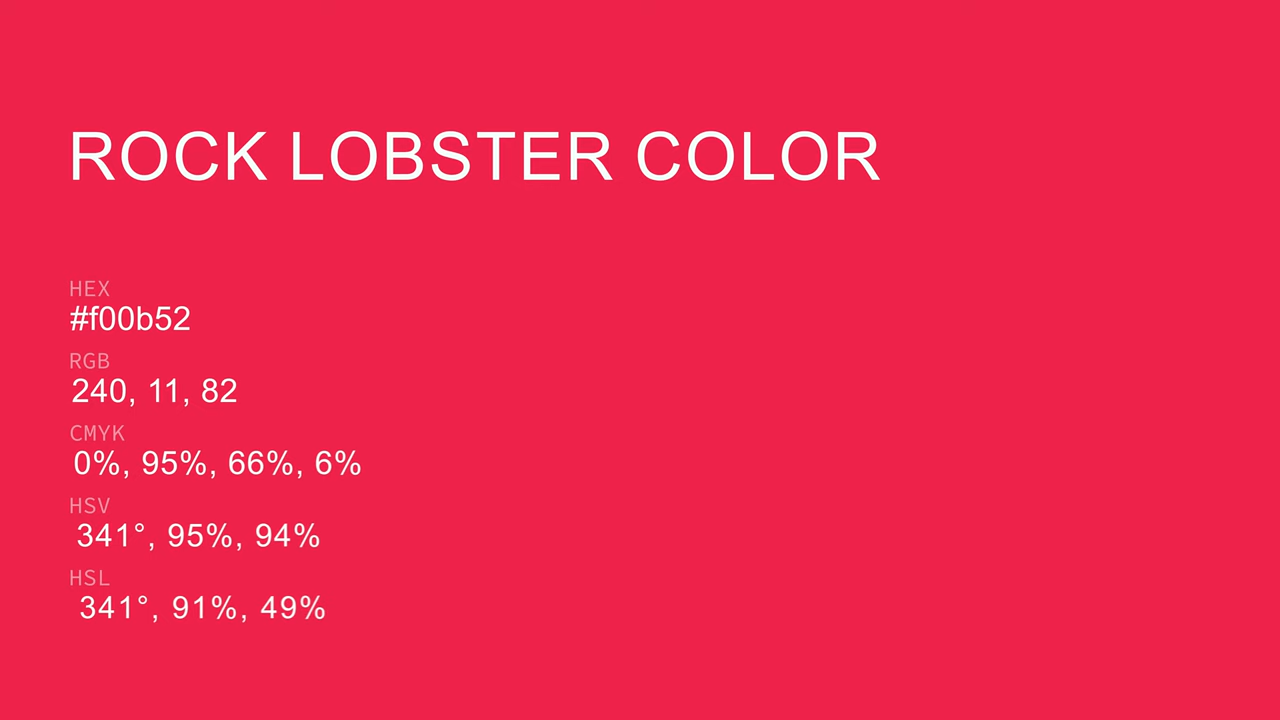 ROCK LOBSTER COLOR
HEX
#f00b52
RGB
240, 11, 82
CMYK
0%, 95%, 66%, 6%
HSV
341°, 95%, 94%
HSL
341°, 91%, 49%